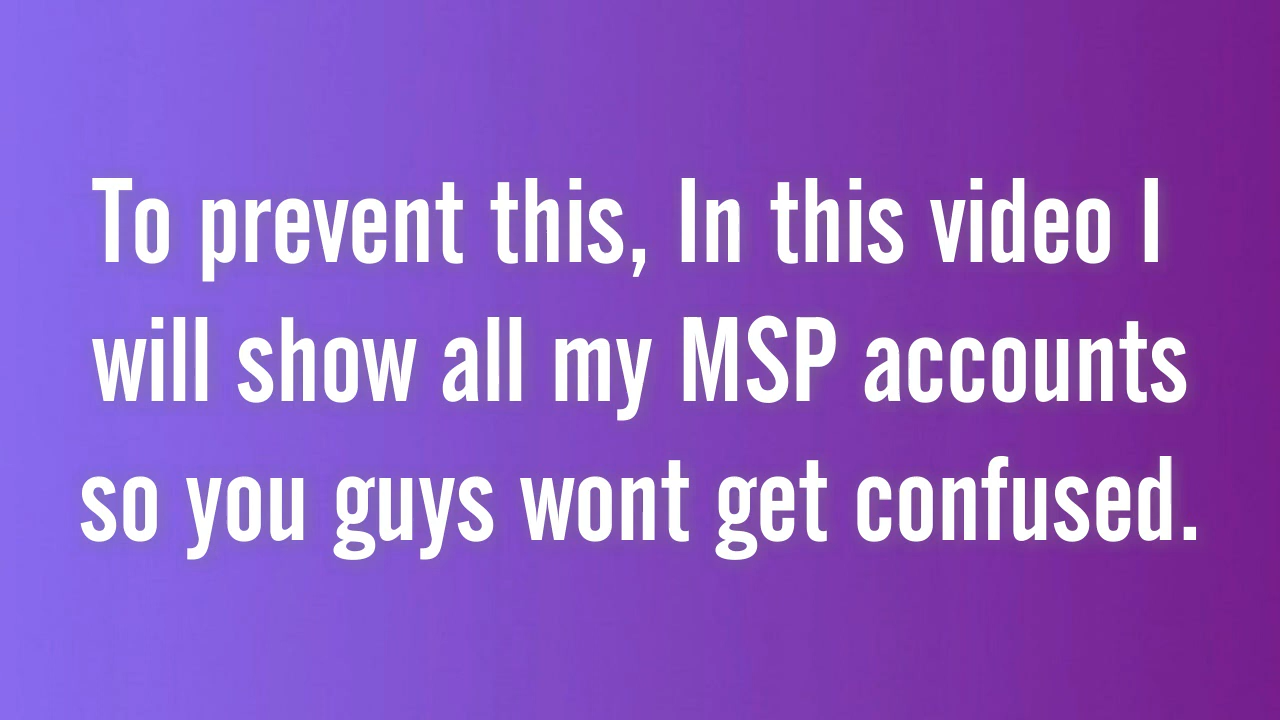 To prevent this, In this video I
will show all my MSP accounts
so you guys wont get confused.